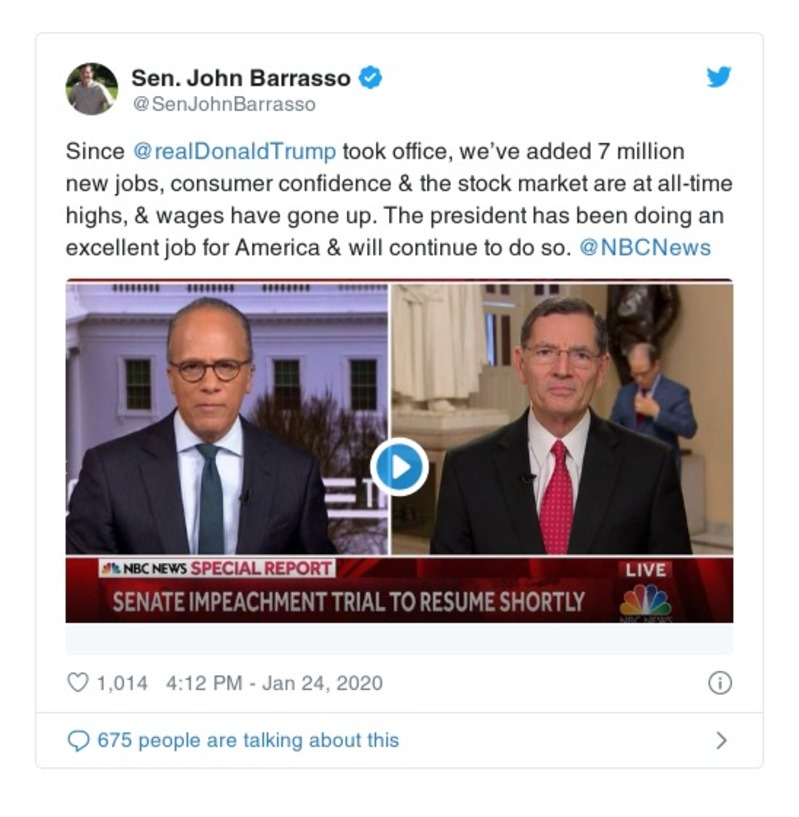 Sen. John Barrasso
@SenJohnBarrasso
Since @realDonaldTrump took office, we’ve added 7 million
new jobs, consumer confidence & the stock market are at all-time
highs, & wages have gone up. The president has been doing an
excellent job for America & will continue to do so. @NBCNews
NBC NEWS SPECIAL REPORT
LIVE
SENATE IMPEACHMENT TRIAL TO RESUME SHORTLY
NBC NEWS
1,014 4:12 PM - Jan 24, 2020
675 people are talking about this